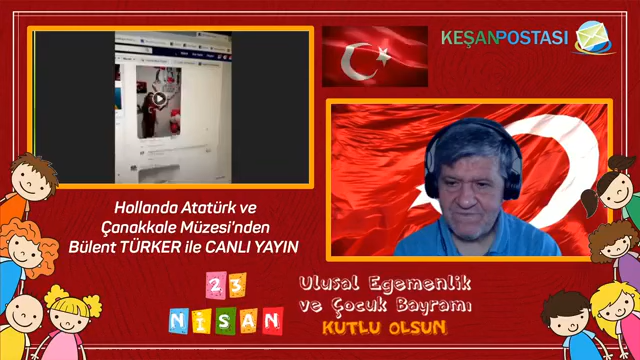 KEŞANPOSTASI
Hollanda Atatürk ve
Çanakkale Müzesi'nden
Bülent TÜRKER ile CANLI YAYIN
23
NİSAN
Ulusal Egemenlik
ve Çocuk Bayramı
KUTLU OLSUN